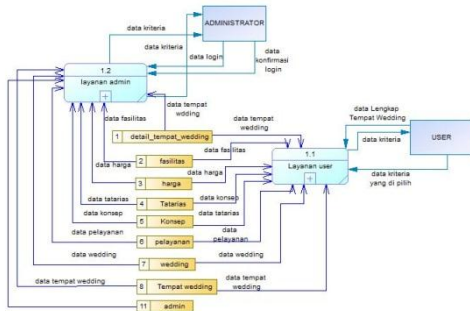 ADMINISTRATOR
data kriteria
data kriteria
data login
data
konfirmasi
login
1.2
layanan admin
data tempat
wdding
data fasilitas
1 detail_tempat_wedding
data tempat
wedding
data Lengkap
Tempat Wedding
USER
data kriteria
data fasilitas
2 fasilitas
1.1
Layanan user
data harga
data harga
3 harga
data kriteria
yang di pilih
data tatarias
4 Tatarias
data konsep
data konsep
5 Konsep
data tatarias
data pelayanan
6 pelayanan
data
pelayanan
data wedding
7 wedding
data wedding
data Tempat wedding
8 Tempat wedding
data tempat
wedding
11 admin